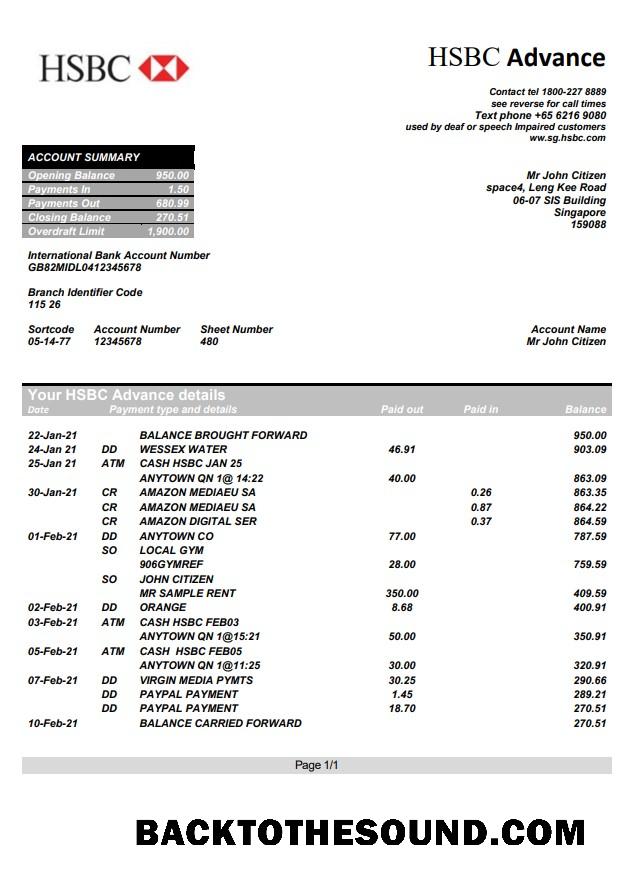 HSBC
HSBC Advance
Contact tel 1800-227 8889
see reverse for call times
Text phone +65 6216 9080
used by deaf or speech Impaired customers
ww.sg.hsbc.com
ACCOUNT SUMMARY
Opening Balance 950.00
Payments In 1.50
Payments Out 680.99
Closing Balance 270.51
Overdraft Limit 1,900.00
Mr John Citizen
space4, Leng Kee Road
06-07 SIS Building
Singapore
159088
International Bank Account Number
GB82MIDL0412345678
Branch Identifier Code
115 26
Sortcode Account Number Sheet Number Account Name
05-14-77 12345678 480 Mr John Citizen
Your HSBC Advance details
Date Payment type and details Paid out Paid in Balance
22-Jan-21 BALANCE BROUGHT FORWARD 950.00
24-Jan 21 DD WESSEX WATER 46.91 903.09
25-Jan 21 ATM CASH HSBC JAN 25
ANYTOWN QN 1@ 14:22 40.00 863.09
30-Jan-21 CR AMAZON MEDIAEU SA 0.26 863.35
CR AMAZON MEDIAEU SA 0.87 864.22
CR AMAZON DIGITAL SER 0.37 864.59
01-Feb-21 DD ANYTOWN CO 77.00 787.59
SO LOCAL GYM
906GYMREF 28.00 759.59
SO JOHN CITIZEN
MR SAMPLE RENT 350.00 409.59
02-Feb-21 DD ORANGE 8.68 400.91
03-Feb-21 ATM CASH HSBC FEB03
ANYTOWN QN 1@15:21 50.00 350.91
05-Feb-21 ATM CASH HSBC FEB05
ANYTOWN QN 1@11:25 30.00 320.91
07-Feb-21 DD VIRGIN MEDIA PYMTS 30.25 290.66
DD PAYPAL PAYMENT 1.45 289.21
DD PAYPAL PAYMENT 18.70 270.51
10-Feb-21 BALANCE CARRIED FORWARD 270.51
Page 1/1
BACKTOTHESOUND.COM